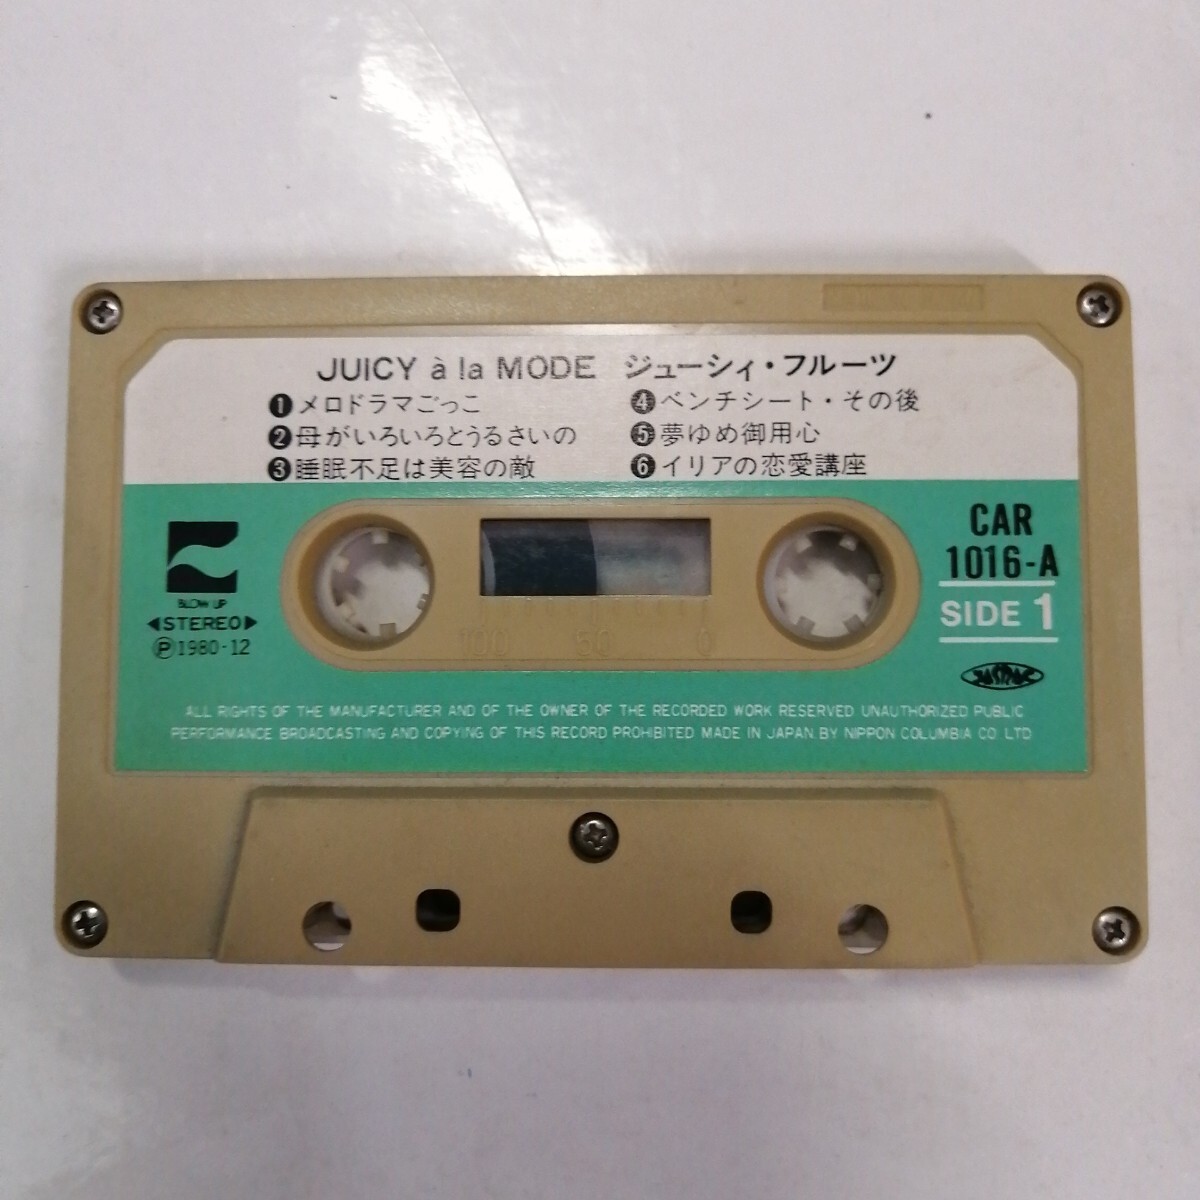 JUICY à la MODE ジューシィ・フルーツ
❶メロドラマごっこ
❷母がいろいろとうるさいの
❸睡眠不足は美容の敵
❹ベンチシート・その後
❺夢ゆめ御用心
❻イリアの恋愛講座
BLOW UP
◀STEREO▶
Ⓟ1980-12
CAR
1016-A
SIDE 1
JASRAC
100 50 0
ALL RIGHTS OF THE MANUFACTURER AND OF THE OWNER OF THE RECORDED WORK RESERVED UNAUTHORIZED PUBLIC
PERFORMANCE BROADCASTING AND COPYING OF THIS RECORD PROHIBITED MADE IN JAPAN BY NIPPON COLUMBIA CO LTD